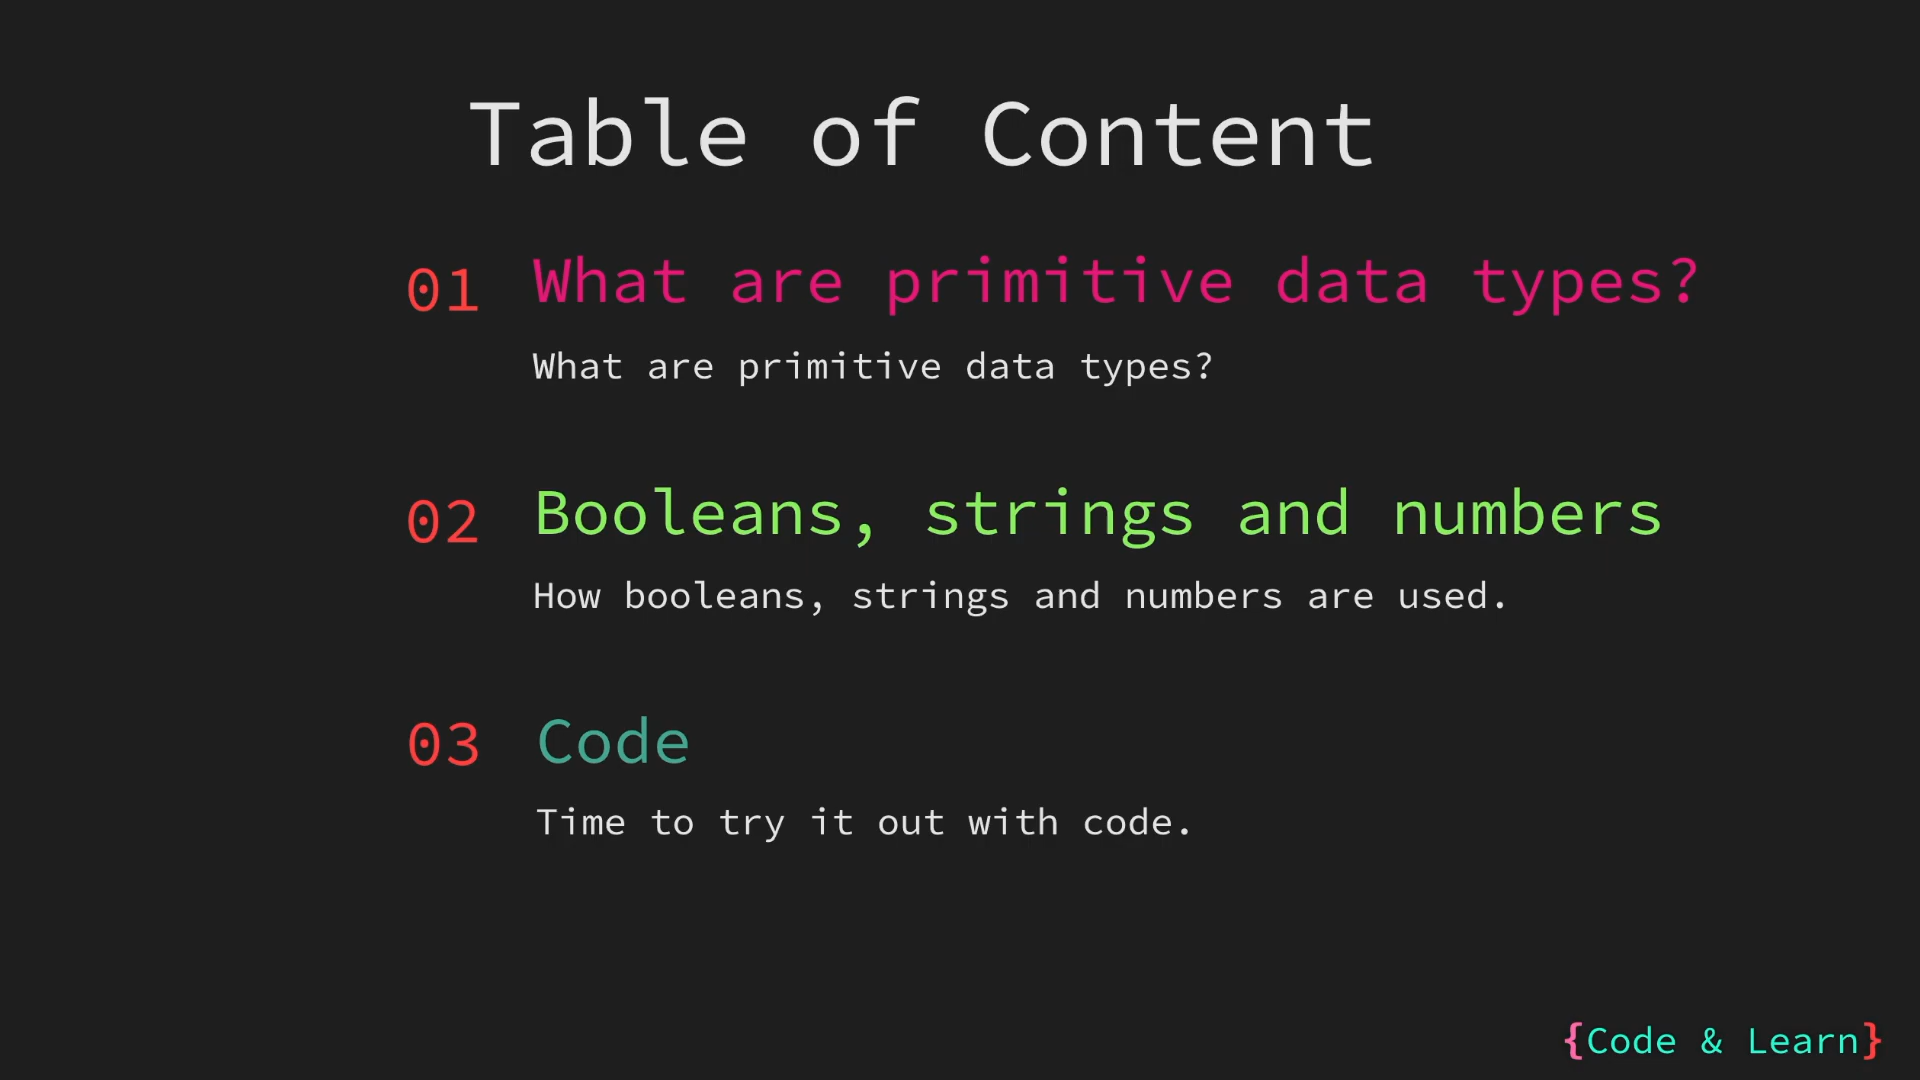 Table of Content
01 What are primitive data types?
What are primitive data types?
02 Booleans, strings and numbers
How booleans, strings and numbers are used.
03 Code
Time to try it out with code.
{Code & Learn}